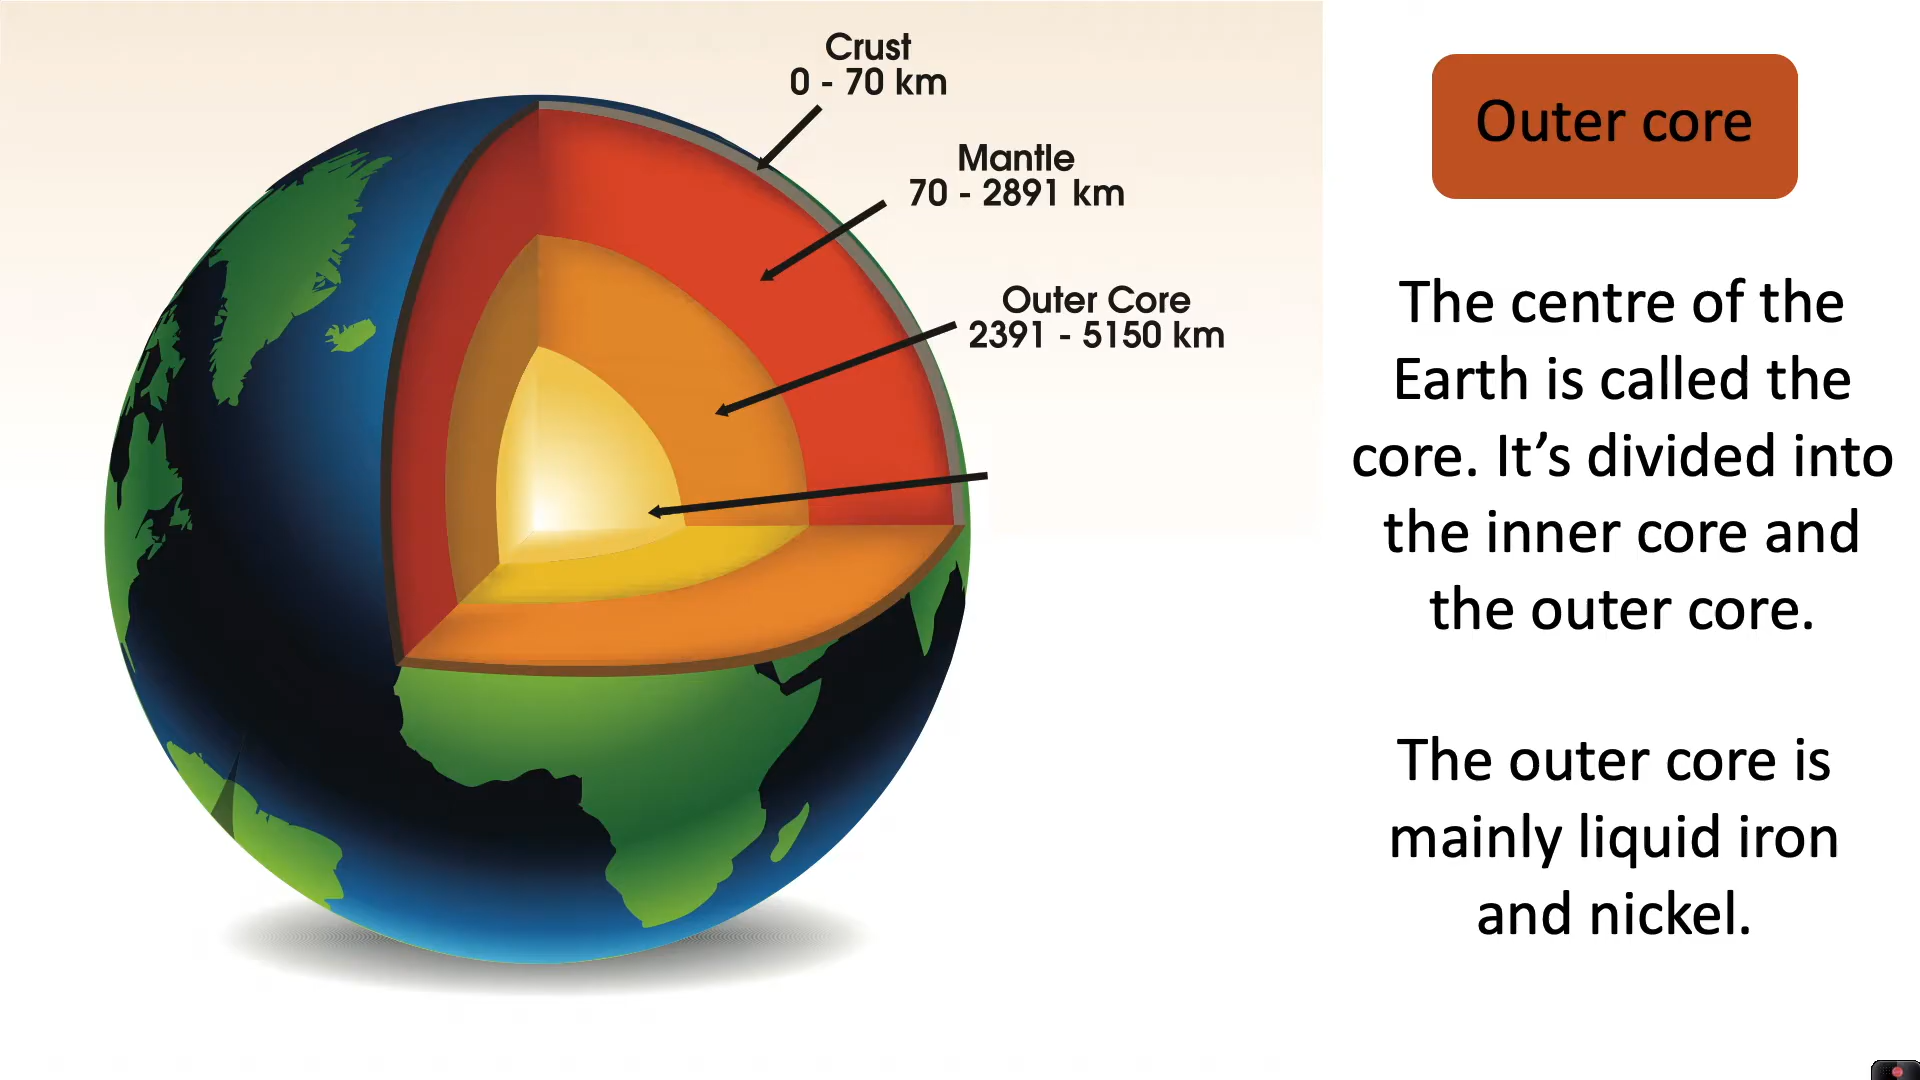 Crust
0 - 70 km
Mantle
70 - 2891 km
Outer Core
2391 - 5150 km
Outer core
The centre of the
Earth is called the
core. It’s divided into
the inner core and
the outer core.
The outer core is
mainly liquid iron
and nickel.